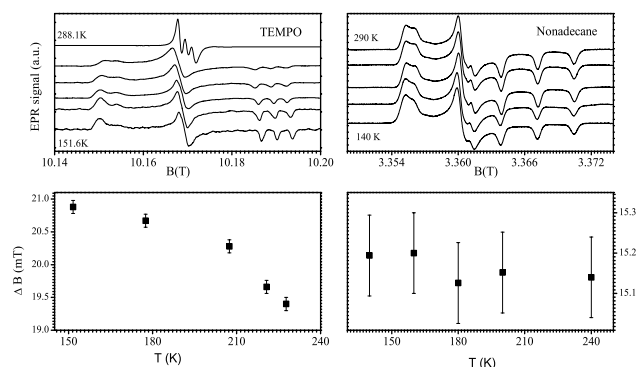 288.1K
TEMPO
151.6K
EPR signal (a.u.)
10.14 10.16 10.18 10.20
B(T)
290 K
Nonadecane
140 K
3.354 3.360 3.366 3.372
B(T)
21.0
20.5
20.0
19.5
19.0
Δ B (mT)
150 180 210 240
T (K)
15.3
15.2
15.1
150 180 210 240
T (K)